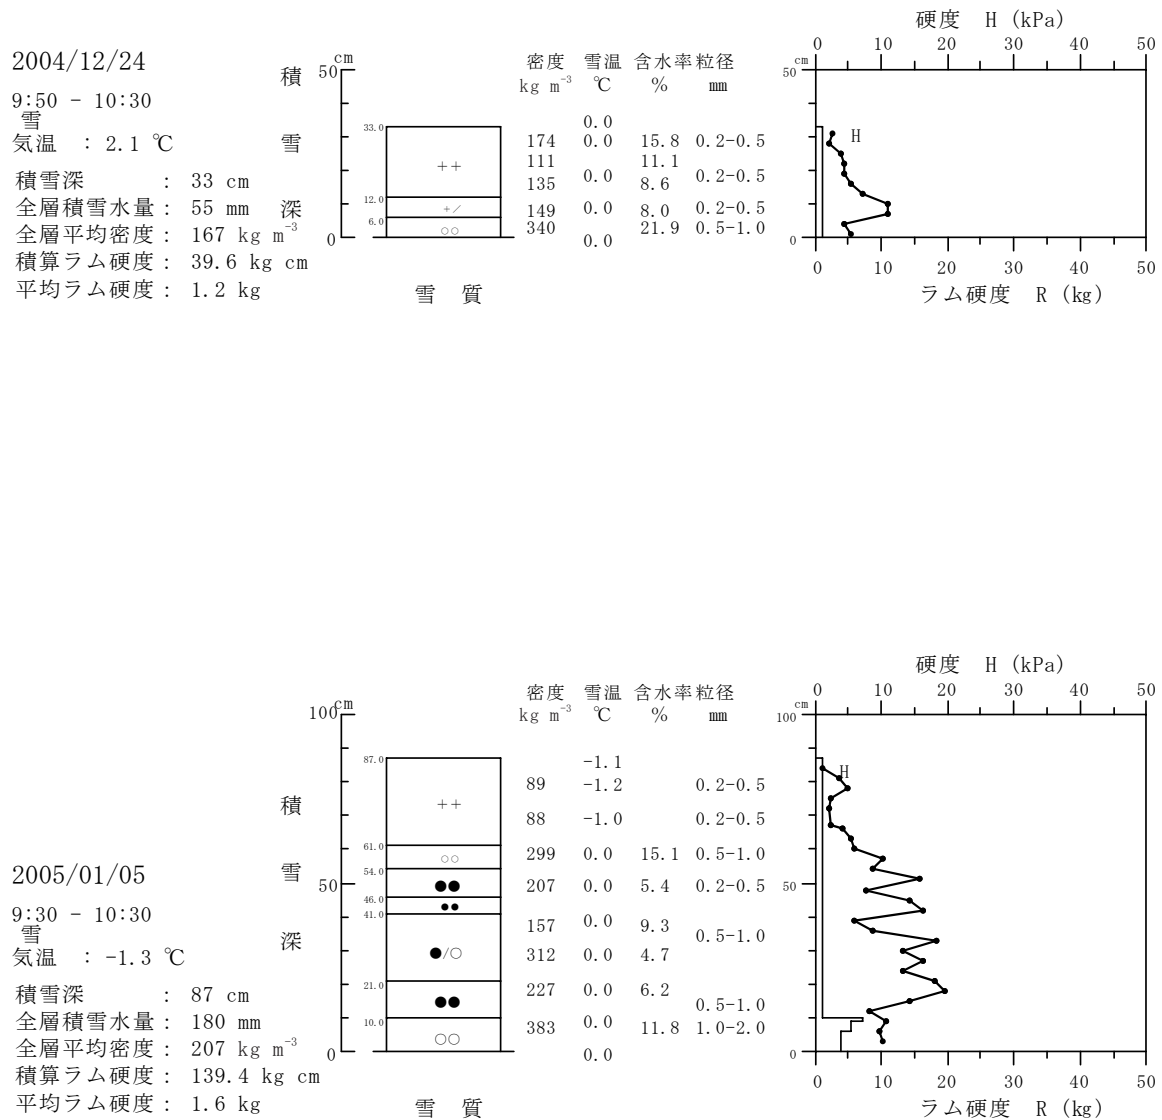 硬度 H (kPa)
0 10 20 30 40 50
2004/12/24
9:50 - 10:30
雪
気温 : 2.1 ℃
積雪深 : 33 cm
全層積雪水量 : 55 mm
全層平均密度 : 167 kg m-3
積算ラム硬度 : 39.6 kg cm
平均ラム硬度 : 1.2 kg
積
雪
深
cm
50
0
33.0
++
12.0
+/
6.0
○○
雪 質
密度 雪温 含水率 粒径
kg m-3 ℃ % mm
0.0
174 0.0 15.8 0.2-0.5
111 11.1
0.0 0.2-0.5
135 8.6
149 0.0 8.0 0.2-0.5
340 21.9 0.5-1.0
0.0
cm
50
H
0
0 10 20 30 40 50
ラム硬度 R (kg)
硬度 H (kPa)
0 10 20 30 40 50
2005/01/05
9:30 - 10:30
雪
気温 : -1.3 ℃
積雪深 : 87 cm
全層積雪水量 : 180 mm
全層平均密度 : 207 kg m-3
積算ラム硬度 : 139.4 kg cm
平均ラム硬度 : 1.6 kg
積
雪
深
cm
100
50
0
87.0
++
61.0
○○
54.0
●●
46.0
●●
41.0
●/○
21.0
●●
10.0
○○
雪 質
密度 雪温 含水率 粒径
kg m-3 ℃ % mm
-1.1
89 -1.2 0.2-0.5
88 -1.0 0.2-0.5
299 0.0 15.1 0.5-1.0
207 0.0 5.4 0.2-0.5
157 0.0 9.3
0.5-1.0
312 0.0 4.7
227 0.0 6.2
0.5-1.0
383 0.0 11.8 1.0-2.0
0.0
cm
100
H
50
0
0 10 20 30 40 50
ラム硬度 R (kg)